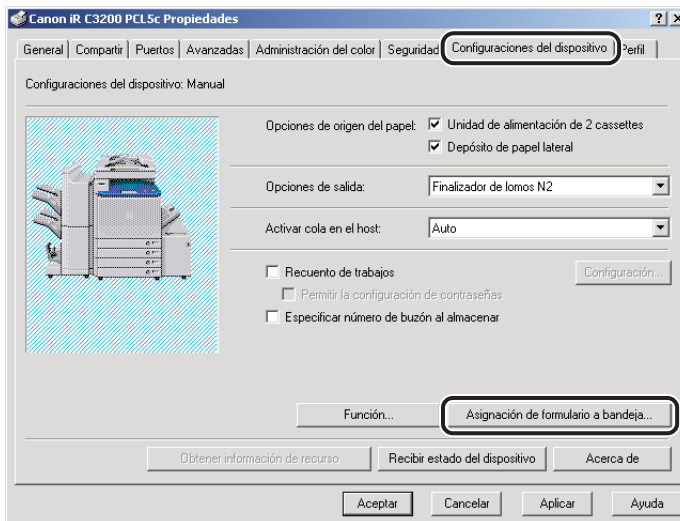 Canon iR C3200 PCL5c Propiedades
General Compartir Puertos Avanzadas Administración del color Seguridad Configuraciones del dispositivo Perfil
Configuraciones del dispositivo: Manual
Opciones de origen del papel: Unidad de alimentación de 2 cassettes
Depósito de papel lateral
Opciones de salida: Finalizador de lomos N2
Activar cola en el host: Auto
Recuento de trabajos Configuración...
Permitir la configuración de contraseñas
Especificar número de buzón al almacenar
Función... Asignación de formulario a bandeja...
Obtener información de recurso Recibir estado del dispositivo Acerca de
Aceptar Cancelar Aplicar Ayuda